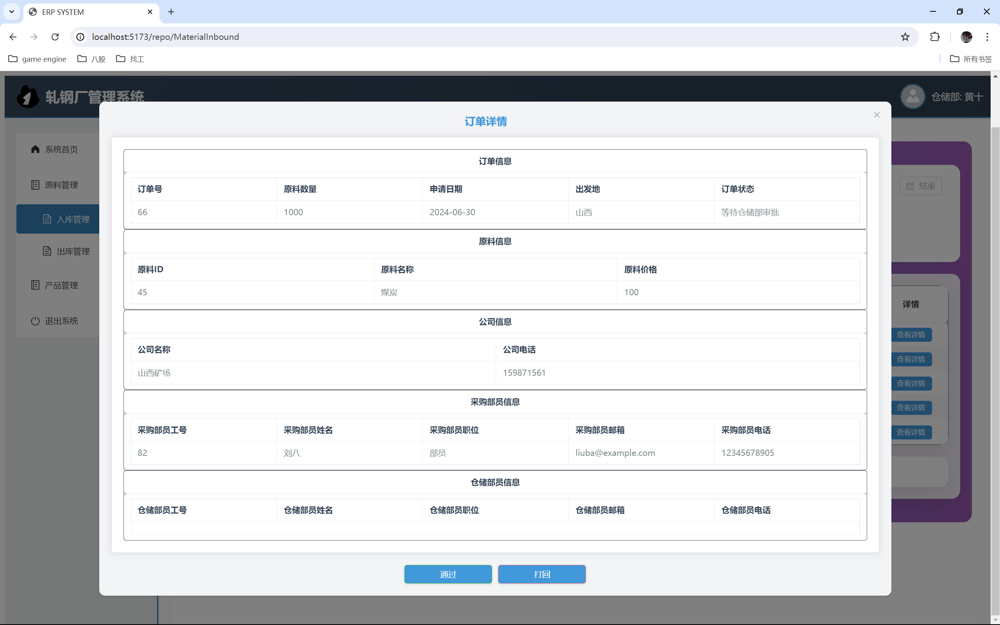 ERP SYSTEM
localhost:5173/repo/MaterialInbound
game engine 八股 找工 所有书签
轧钢厂管理系统 仓储部: 黄十
订单详情
系统首页
原料管理
入库管理
出库管理
产品管理
退出系统
订单信息
订单号 原料数量 申请日期 出发地 订单状态
66 1000 2024-06-30 山西 等待仓储部审批
原料信息
原料ID 原料名称 原料价格
45 煤炭 100
公司信息
公司名称 公司电话
山西矿场 159871561
采购部员信息
采购部员工号 采购部员姓名 采购部员职位 采购部员邮箱 采购部员电话
82 刘八 部员 liuba@example.com 12345678905
仓储部员信息
仓储部员工号 仓储部员姓名 仓储部员职位 仓储部员邮箱 仓储部员电话
通过 打回
结束
详情
查看详情
查看详情
查看详情
查看详情
查看详情